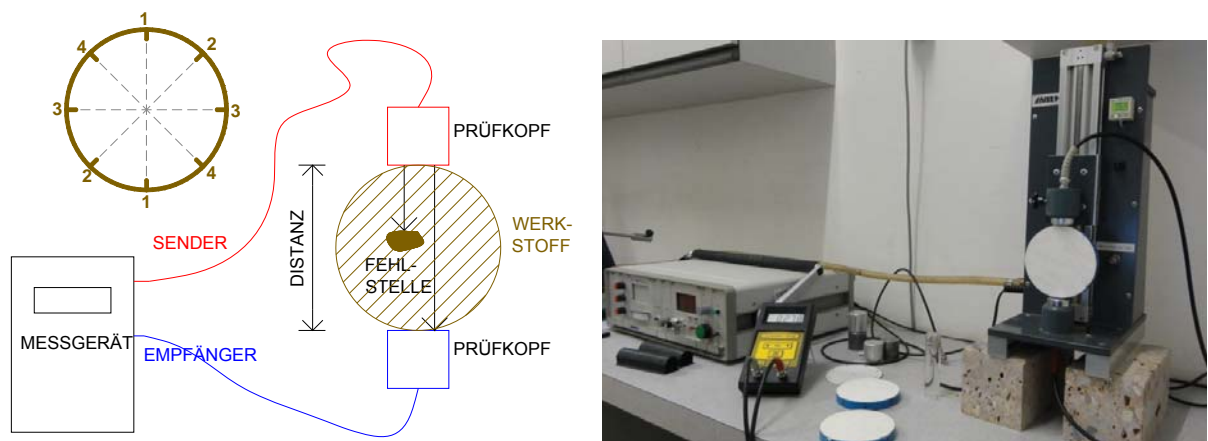 1
4
2
3
3
2
4
1
PRÜFKOPF
DISTANZ
WERK-
STOFF
SENDER
FEHL-
STELLE
MESSGERÄT
EMPFÄNGER
PRÜFKOPF